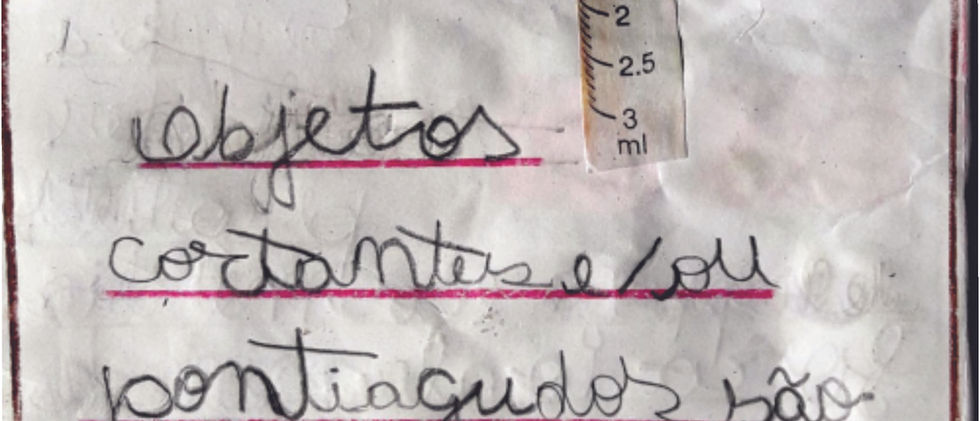 2
2.5
3
ml
objetos
cortantes e/ou
pontiagudos são